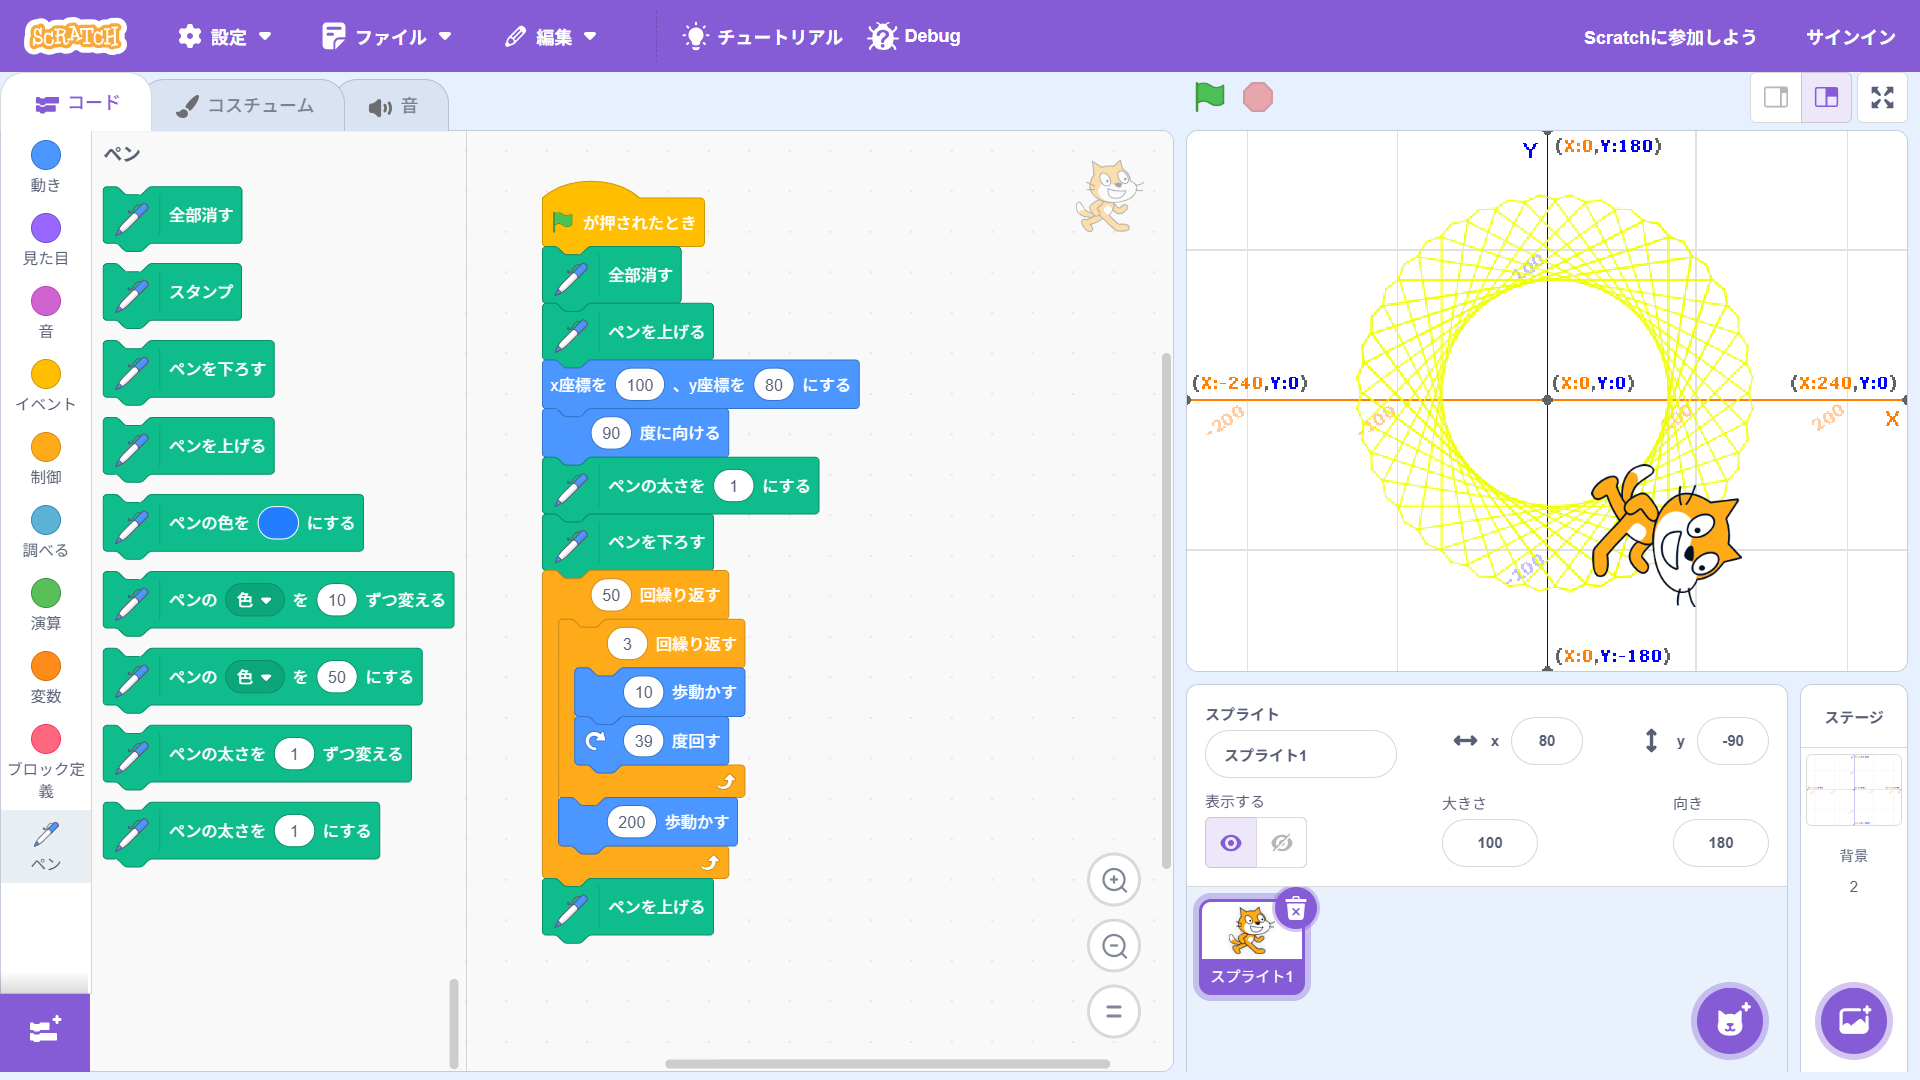 SCRATCH
設定
ファイル
編集
チュートリアル
Debug
Scratchに参加しよう
サインイン
コード
コスチューム
音
動き
見た目
音
イベント
制御
調べる
演算
変数
ブロック定
義
ペン
ペン
全部消す
スタンプ
ペンを下ろす
ペンを上げる
ペンの色を にする
ペンの 色 を 10 ずつ変える
ペンの 色 を 50 にする
ペンの太さを 1 ずつ変える
ペンの太さを 1 にする
が押されたとき
全部消す
ペンを上げる
x座標を 100 、y座標を 80 にする
90 度に向ける
ペンの太さを 1 にする
ペンを下ろす
50 回繰り返す
3 回繰り返す
10 歩動かす
39 度回す
200 歩動かす
ペンを上げる
Y (X:0,Y:180)
100
(X:-240,Y:0) (X:0,Y:0) (X:240,Y:0)
-200 -100 100 200 X
-100
(X:0,Y:-180)
スプライト
スプライト1
x 80
y -90
表示する
大きさ
100
向き
180
スプライト1
ステージ
背景
2